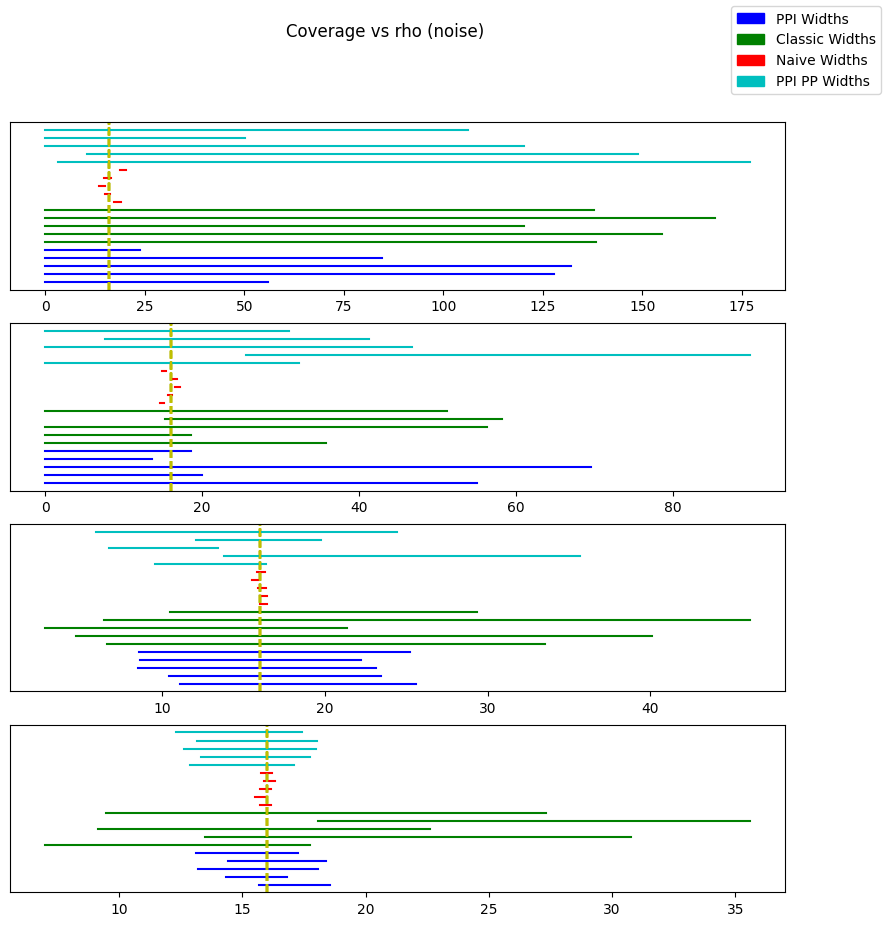 Coverage vs rho (noise)
PPI Widths
Classic Widths
Naive Widths
PPI PP Widths
0 25 50 75 100 125 150 175
0 20 40 60 80
10 20 30 40
10 15 20 25 30 35